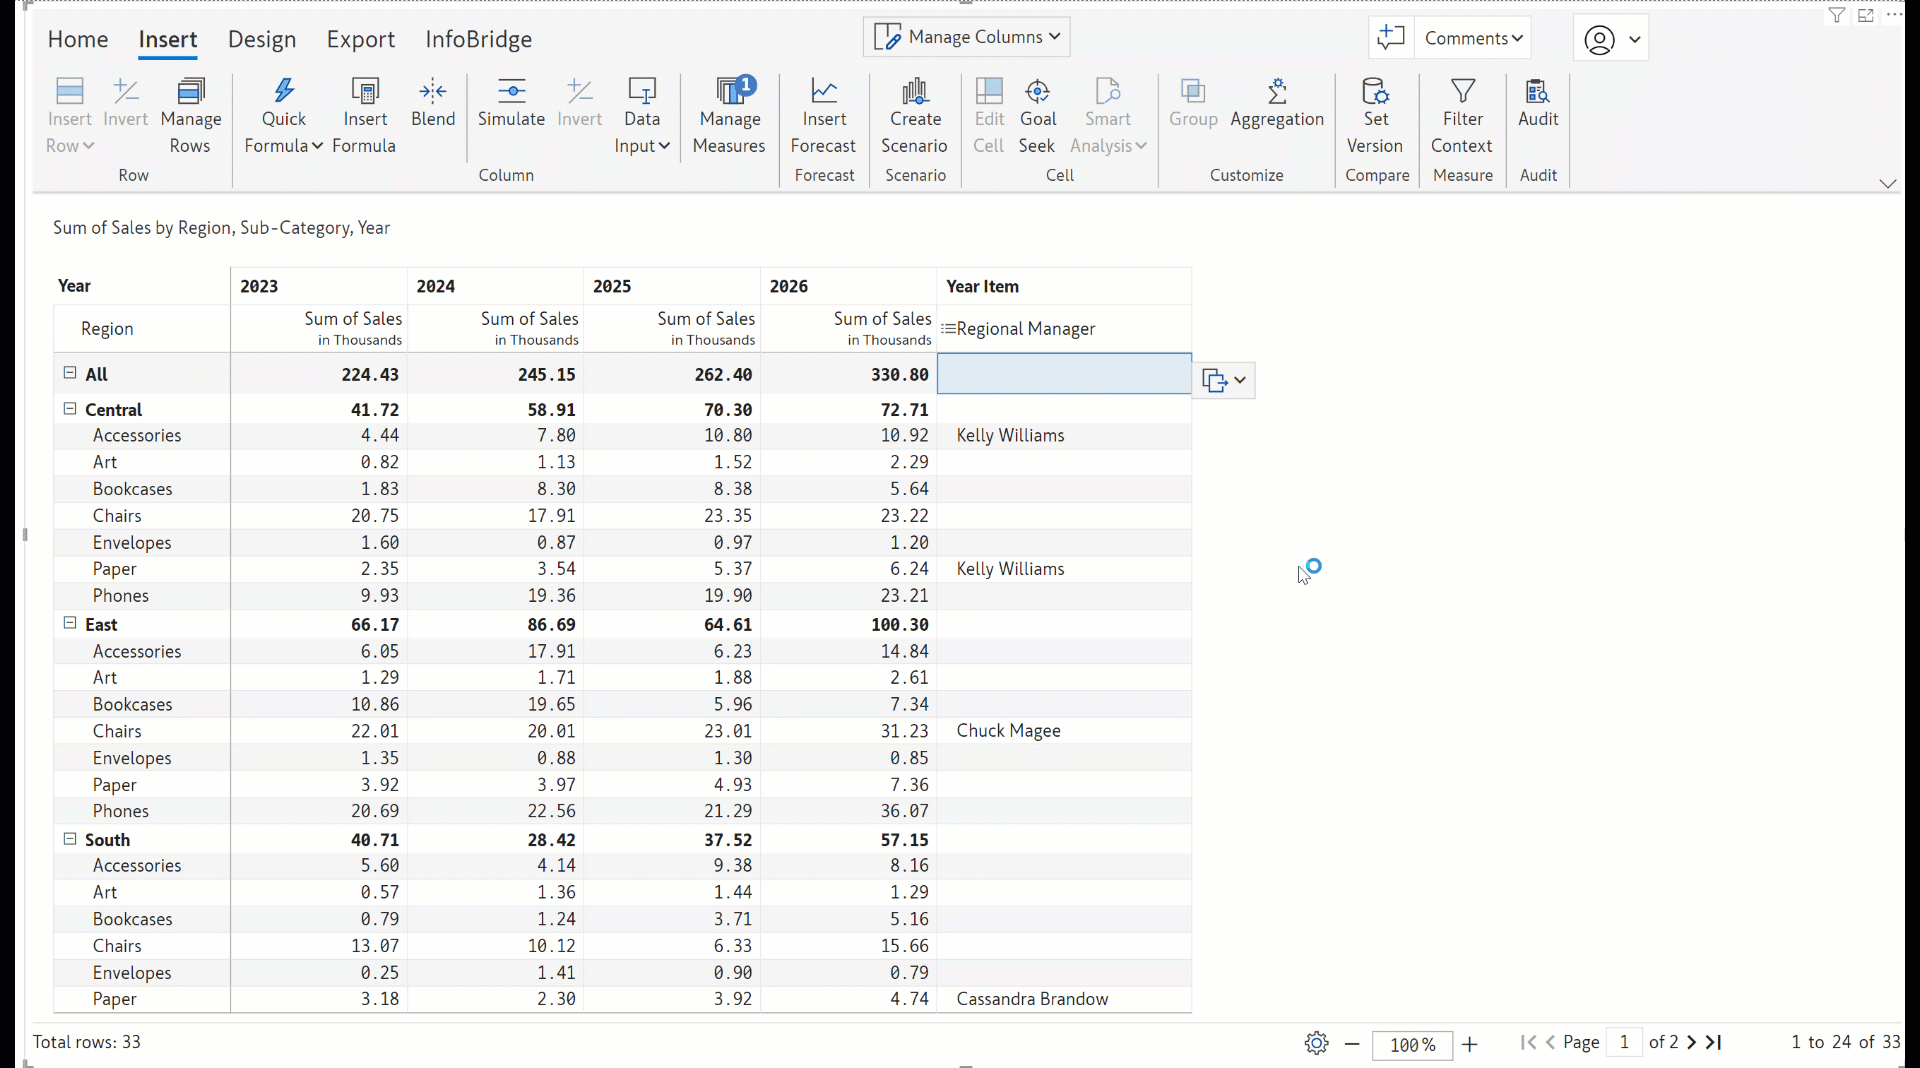 Home Insert Design Export InfoBridge Manage Columns Comments
Insert Invert Manage Quick Insert Blend Simulate Invert Data Manage 1 Insert Create Edit Goal Smart Group Aggregation Set Filter Audit
Row Rows Formula Formula Input Measures Forecast Scenario Cell Seek Analysis Version Context
Row Column Forecast Scenario Cell Customize Compare Measure Audit
Sum of Sales by Region, Sub-Category, Year
Year 2023 2024 2025 2026 Year Item
Region Sum of Sales Sum of Sales Sum of Sales Sum of Sales Regional Manager
in Thousands in Thousands in Thousands in Thousands
All 224.43 245.15 262.40 330.80
Central 41.72 58.91 70.30 72.71
Accessories 4.44 7.80 10.80 10.92 Kelly Williams
Art 0.82 1.13 1.52 2.29
Bookcases 1.83 8.30 8.38 5.64
Chairs 20.75 17.91 23.35 23.22
Envelopes 1.60 0.87 0.97 1.20
Paper 2.35 3.54 5.37 6.24 Kelly Williams
Phones 9.93 19.36 19.90 23.21
East 66.17 86.69 64.61 100.30
Accessories 6.05 17.91 6.23 14.84
Art 1.29 1.71 1.88 2.61
Bookcases 10.86 19.65 5.96 7.34
Chairs 22.01 20.01 23.01 31.23 Chuck Magee
Envelopes 1.35 0.88 1.30 0.85
Paper 3.92 3.97 4.93 7.36
Phones 20.69 22.56 21.29 36.07
South 40.71 28.42 37.52 57.15
Accessories 5.60 4.14 9.38 8.16
Art 0.57 1.36 1.44 1.29
Bookcases 0.79 1.24 3.71 5.16
Chairs 13.07 10.12 6.33 15.66
Envelopes 0.25 1.41 0.90 0.79
Paper 3.18 2.30 3.92 4.74 Cassandra Brandow
Total rows: 33 100% Page 1 of 2 1 to 24 of 33